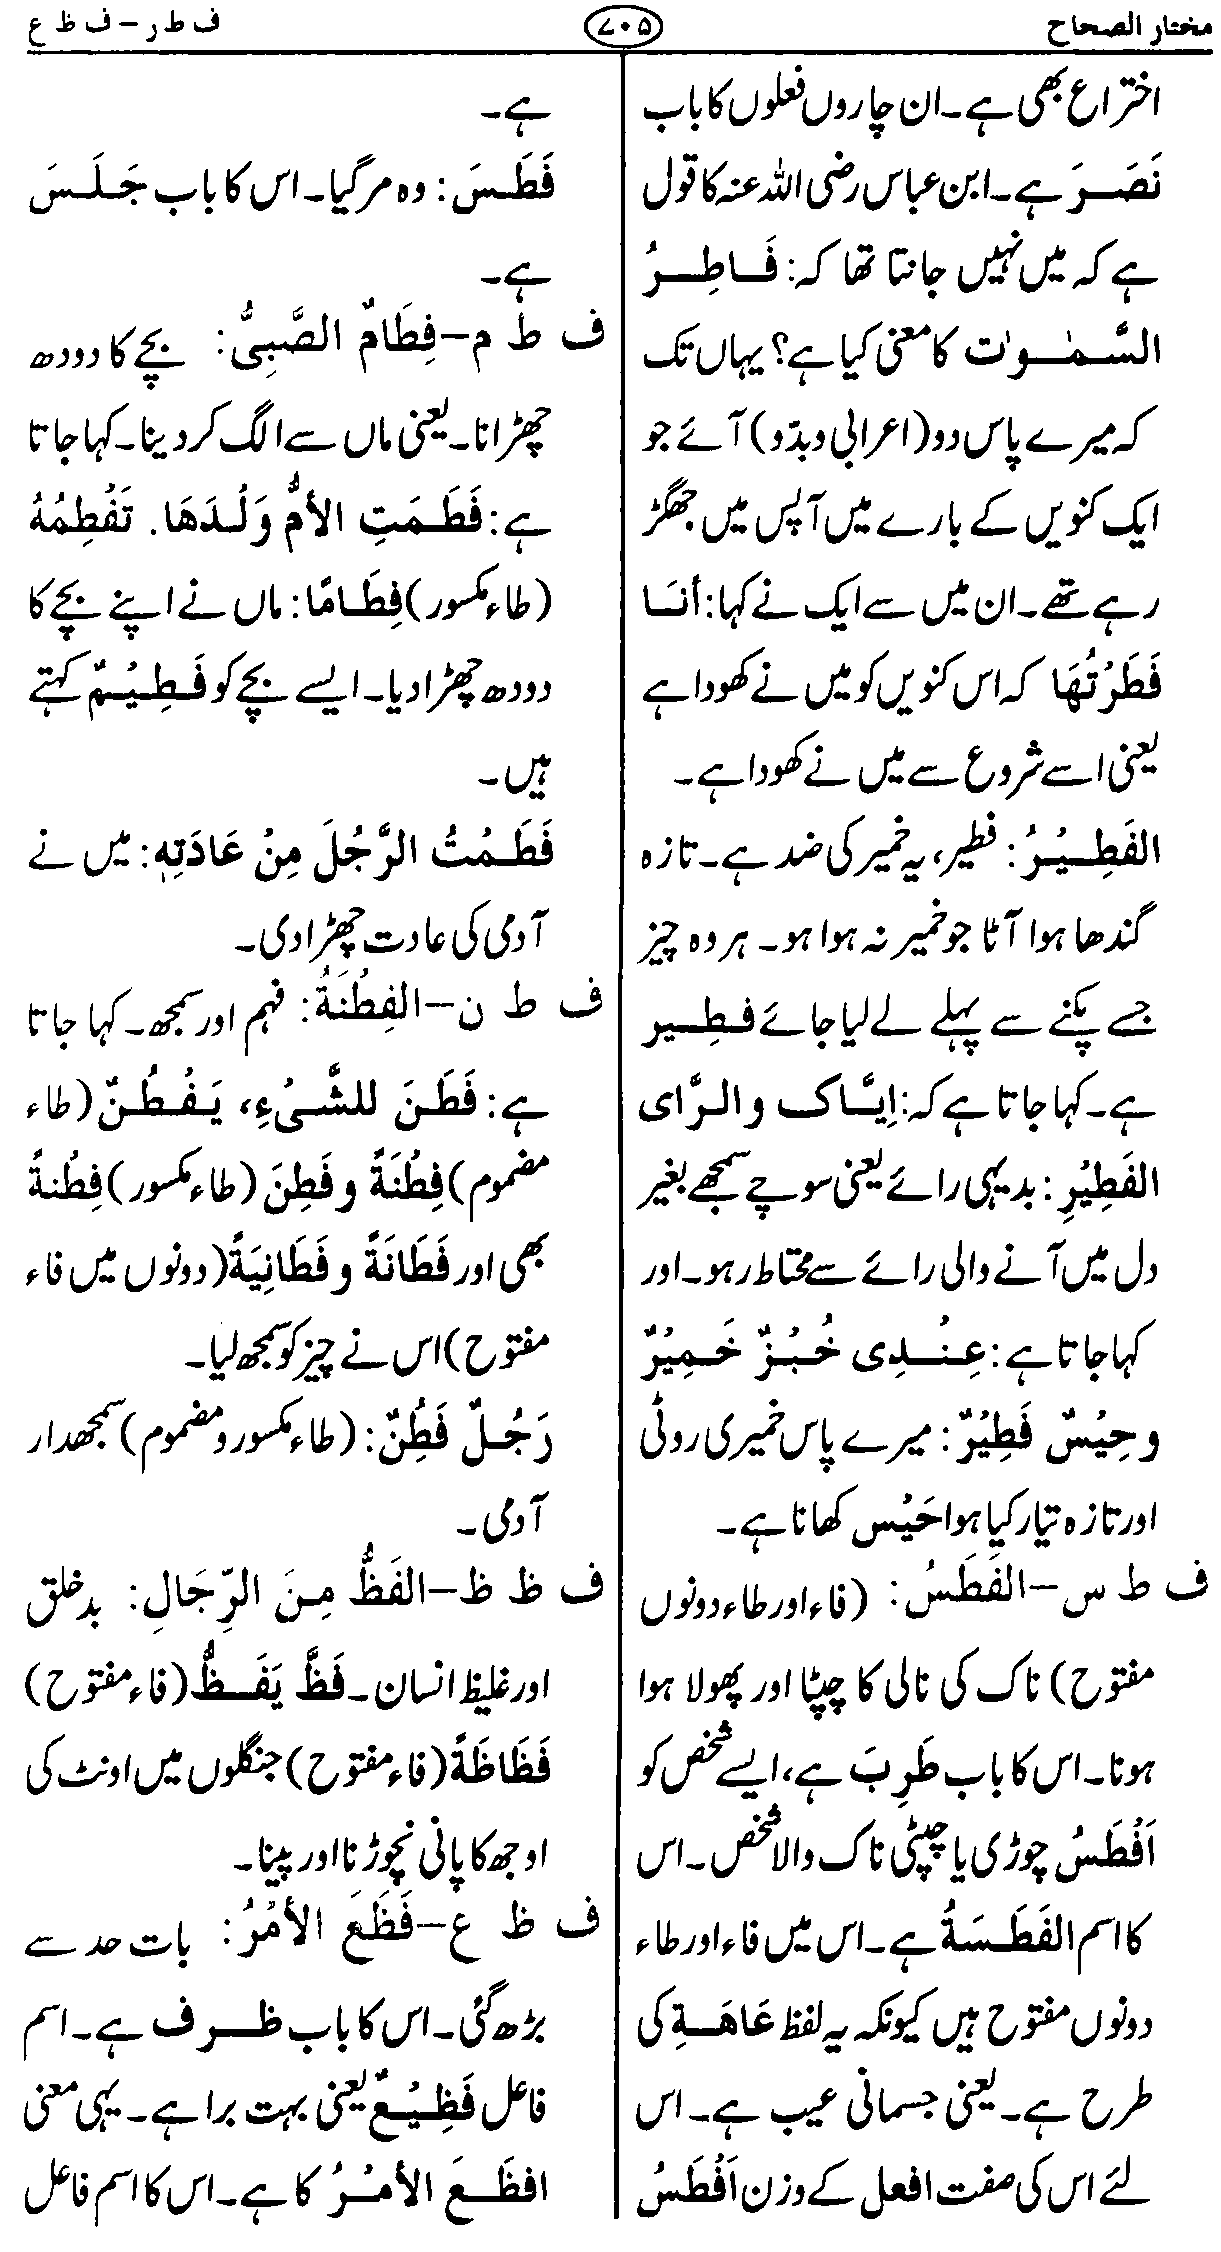 مختار الصحاح
۷۰۵
ف ط ر – ف ظ ع
اختراع بھی ہے۔ ان چاروں فعلوں کا باب
نَصَرَ ہے۔ ابن عباس رضی اللہ عنہ کا قول
ہے کہ میں نہیں جانتا تھا کہ: فَاطِرُ
السَّمٰوٰت کا معنی کیا ہے؟ یہاں تک
کہ میرے پاس دو (اعرابی و بدّو) آئے جو
ایک کنویں کے بارے میں آپس میں جھگڑ
رہے تھے۔ ان میں سے ایک نے کہا: أنَا
فَطَرْتُهَا کہ اس کنویں کو میں نے کھودا ہے
یعنی اسے شروع سے میں نے کھودا ہے۔
الفَطِيْرُ: فطیر، یہ خمیر کی ضد ہے۔ تازہ
گندھا ہوا آٹا جو خمیر نہ ہوا ہو۔ ہر وہ چیز
جسے پکنے سے پہلے لے لیا جائے فطیر
ہے۔ کہا جاتا ہے کہ: اِيَّاک والرَّای
الفَطِيْرِ: بدیہی رائے یعنی سوچے سمجھے بغیر
دل میں آنے والی رائے سے محتاط رہو۔ اور
کہا جاتا ہے: عِنْدِی خُبْزٌ خَمِيْرٌ
و حِيْسٌ فَطِيْرٌ: میرے پاس خمیری روٹی
اور تازہ تیار کیا ہوا حَيْس کھانا ہے۔
ف ط س – الفَطَسُ: (فاء اور طاء دونوں
مفتوح) ناک کی نالی کا چپٹا اور پھولا ہوا
ہونا۔ اس کا باب طَرِبَ ہے، ایسے شخص کو
اَفْطَسُ چوڑی یا چپٹی ناک والا شخص۔ اس
کا اسم الفَطَسَةُ ہے۔ اس میں فاء اور طاء
دونوں مفتوح ہیں کیونکہ یہ لفظ عَاهَةِ کی
طرح ہے۔ یعنی جسمانی عیب ہے۔ اس
لئے اس کی صفت افعل کے وزن اَفْطَسُ
ہے۔
فَطَسَ: وہ مر گیا۔ اس کا باب جَلَسَ
ہے۔
ف ط م – فِطَامُ الصَّبِیُّ: بچے کا دودھ
چھڑانا۔ یعنی ماں سے الگ کر دینا۔ کہا جاتا
ہے: فَطَمَتِ الأمُّ وَلَدَهَا. تَفْطِمُهُ
(طاء مکسور) فِطَامًا: ماں نے اپنے بچے کا
دودھ چھڑا دیا۔ ایسے بچے کو فَطِيْمٌ کہتے
ہیں۔
فَطَمْتُ الرَّجُلَ مِنْ عَادَتِهٖ: میں نے
آدمی کی عادت چھڑا دی۔
ف ط ن – الفِطْنَةُ: فہم اور سمجھ۔ کہا جاتا
ہے: فَطَنَ للشَّیْءِ، يَفْطُنٌ (طاء
مضموم) فِطْنَةً و فَطِنَ (طاء مکسور) فِطْنةً
بھی اور فَطَانَةً و فَطَانِيَةً (دونوں میں فاء
مفتوح) اس نے چیز کو سمجھ لیا۔
رَجُلٌ فَطُِنٌ: (طاء مکسور و مضموم) سمجھدار
آدمی۔
ف ظ ظ – الفَظُّ مِنَ الرِّجَالِ: بدخلق
اور غلیظ انسان۔ فَظَّ يَفَظُّ (فاء مفتوح)
فَظَاظَةً (فاء مفتوح) جنگلوں میں اونٹ کی
اوجھ کا پانی نچوڑنا اور پینا۔
ف ظ ع – فَظَعَ الأمْرُ: بات حد سے
بڑھ گئی۔ اس کا باب ظرف ہے۔ اسم
فاعل فَظِيْعٌ یعنی بہت برا ہے۔ یہی معنی
افظَعَ الأمْرُ کا ہے۔ اس کا اسم فاعل